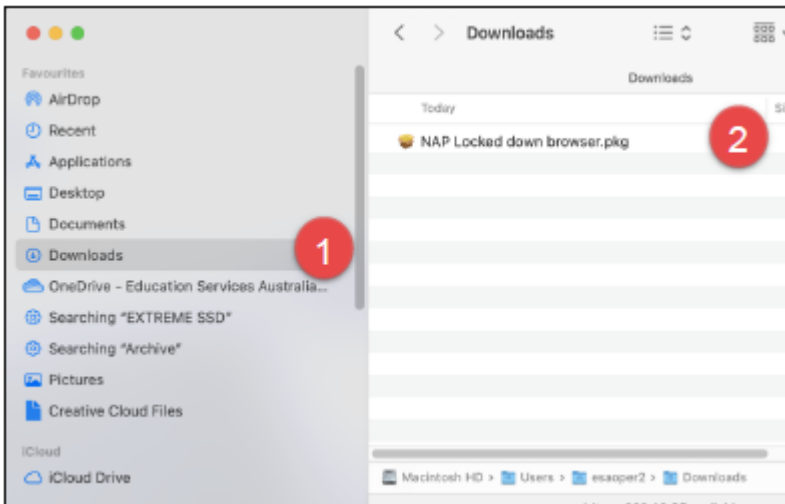 Downloads
Favourites
Downloads
AirDrop
Today
Recent
2
NAP Locked down browser.pkg
Applications
Desktop
Documents
Downloads
1
OneDrive - Education Services Australia...
Searching "EXTREME SSD"
Searching "Archive"
Pictures
Creative Cloud Files
iCloud
iCloud Drive
Macintosh HD › Users › esaoper2 › Downloads